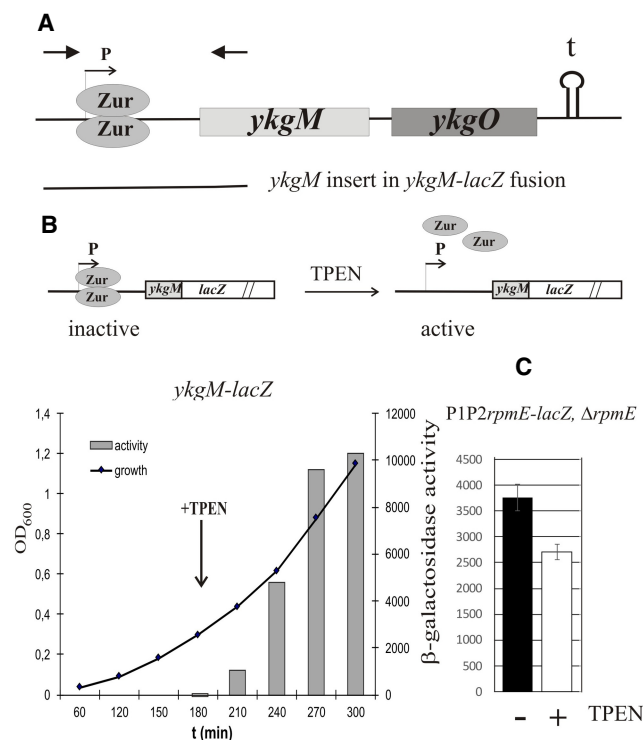 A
P
t
Zur
Zur
ykgM
ykgO
ykgM insert in ykgM-lacZ fusion
B
P
Zur
Zur
ykgM
lacZ
inactive
TPEN
Zur
Zur
P
ykgM
lacZ
active
ykgM-lacZ
1,4
1,2
1
0,8
0,6
0,4
0,2
0
OD600
activity
growth
+TPEN
12000
10000
8000
6000
4000
2000
0
β-galactosidase activity
60 120 150 180 210 240 270 300
t (min)
C
P1P2rpmE-lacZ, ΔrpmE
4500
4000
3500
3000
2500
2000
1500
1000
500
0
- + TPEN